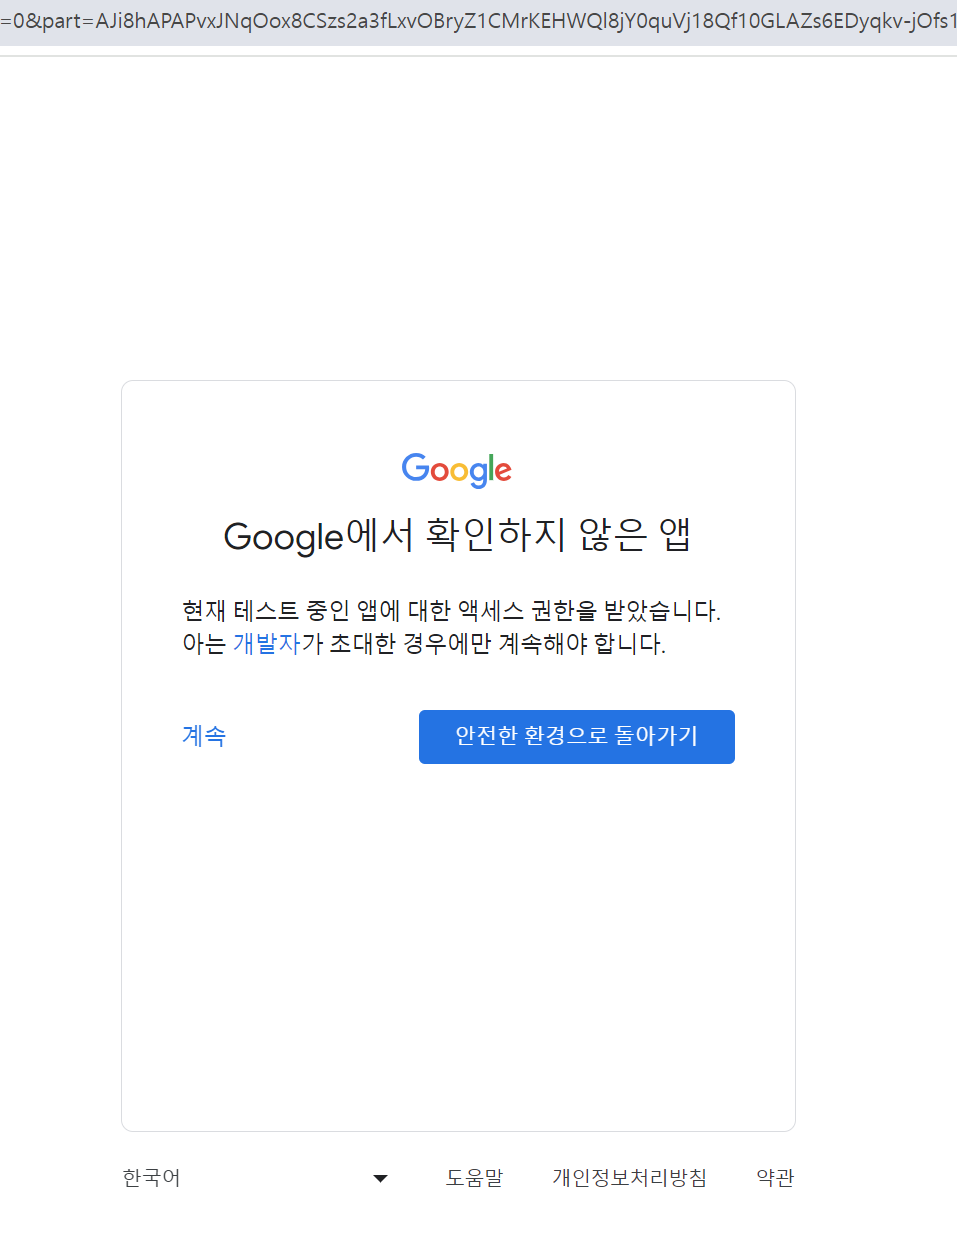 =0&part=AJi8hAPAPvxJNqOox8CSzs2a3fLxvOBryZ1CMrKEHWQl8jY0quVj18Qf10GLAZs6EDyqkv-jOfs1
Google
Google에서 확인하지 않은 앱
현재 테스트 중인 앱에 대한 액세스 권한을 받았습니다.
아는 개발자가 초대한 경우에만 계속해야 합니다.
계속 안전한 환경으로 돌아가기
한국어 도움말 개인정보처리방침 약관